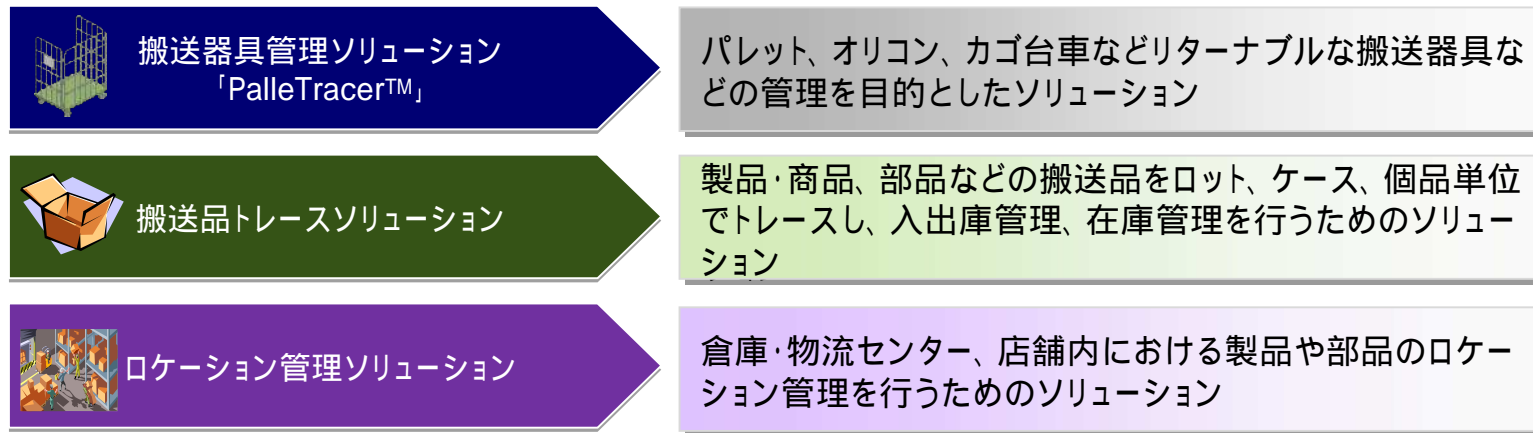 搬送器具管理ソリューション
「PalleTracer™」
パレット、オリコン、カゴ台車などリターナブルな搬送器具な
どの管理を目的としたソリューション
搬送品トレースソリューション
製品・商品、部品などの搬送品をロット、ケース、個品単位
でトレースし、入出庫管理、在庫管理を行うためのソリュー
ション
ロケーション管理ソリューション
倉庫・物流センター、店舗内における製品や部品のロケー
ション管理を行うためのソリューション